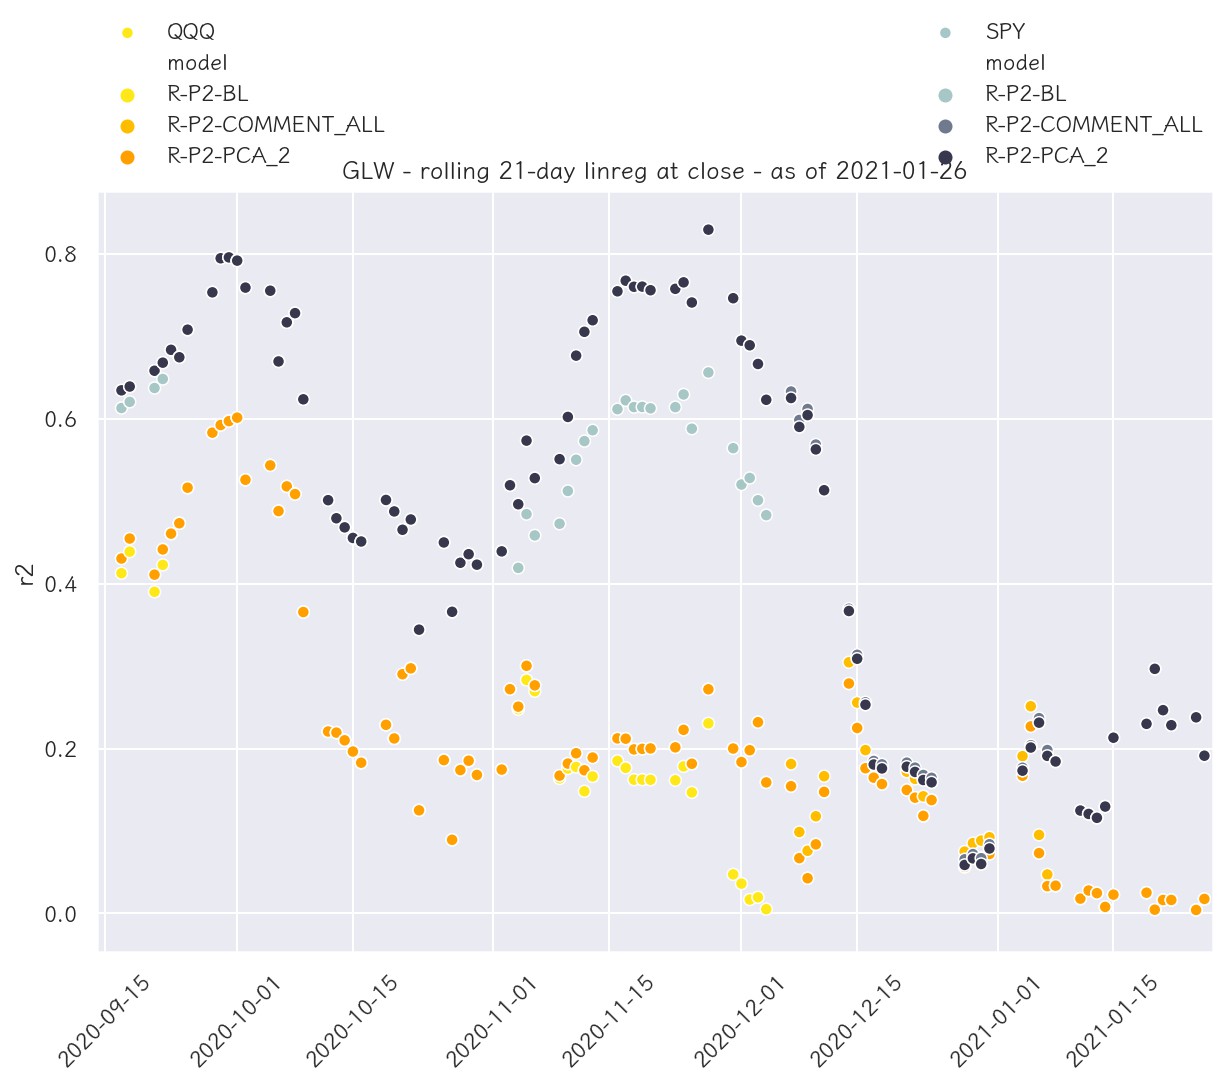 QQQ
model
R-P2-BL
R-P2-COMMENT_ALL
R-P2-PCA_2
SPY
model
R-P2-BL
R-P2-COMMENT_ALL
R-P2-PCA_2
GLW - rolling 21-day linreg at close - as of 2021-01-26
r2
0.8
0.6
0.4
0.2
0.0
2020-09-15
2020-10-01
2020-10-15
2020-11-01
2020-11-15
2020-12-01
2020-12-15
2021-01-01
2021-01-15